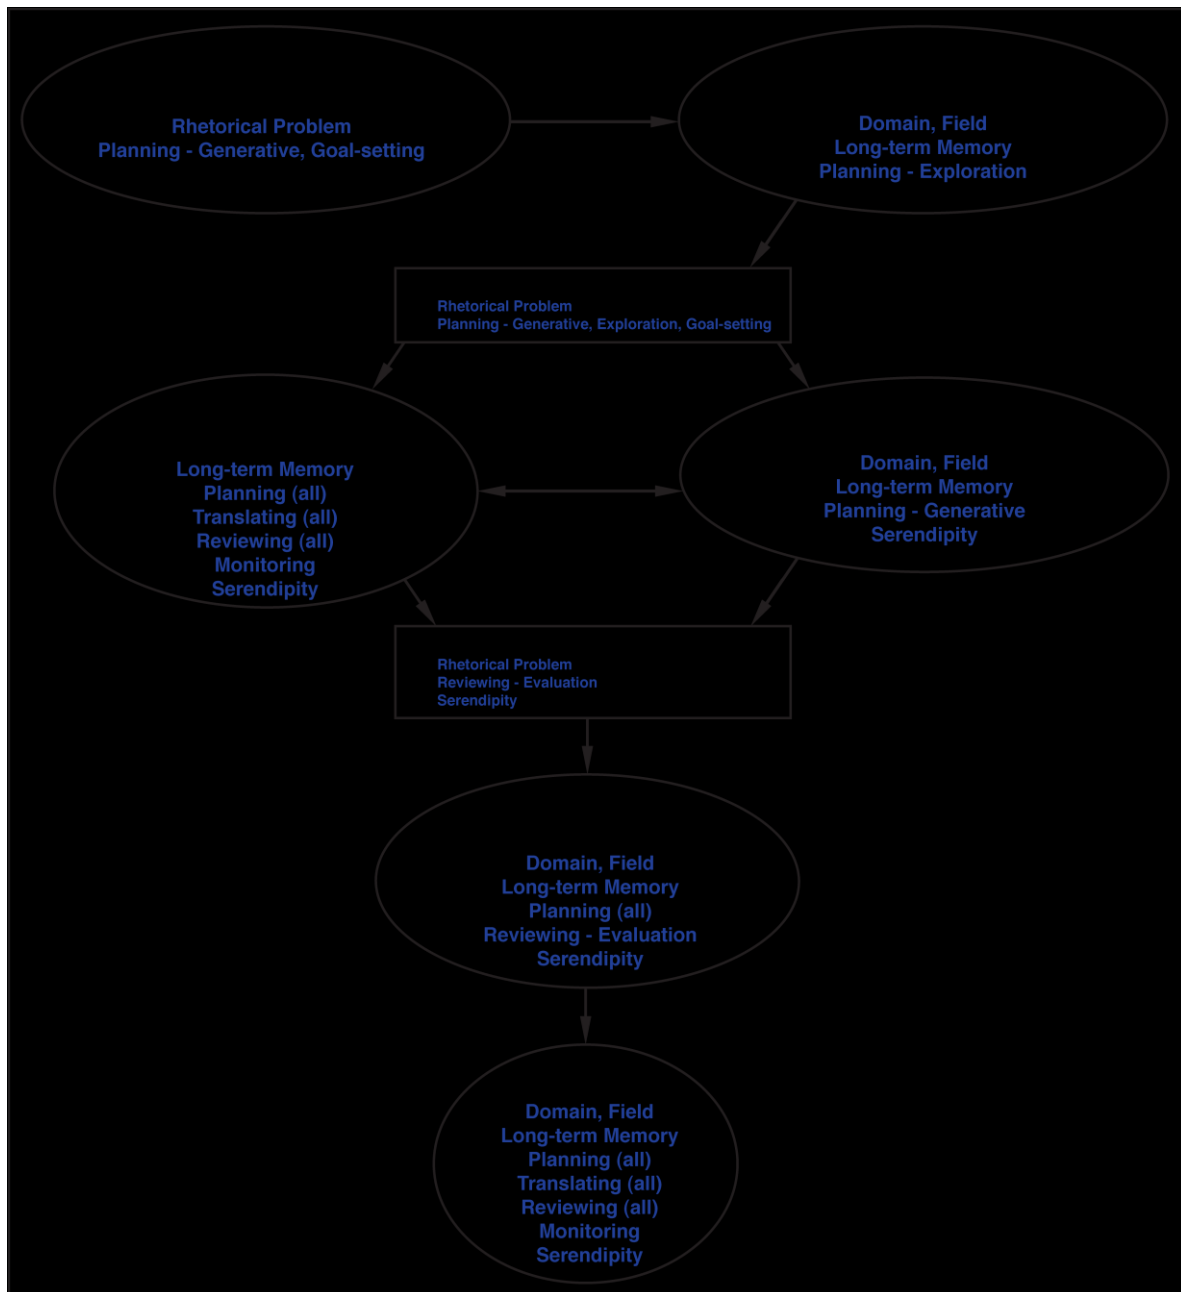 Rhetorical Problem
Planning - Generative, Goal-setting
Domain, Field
Long-term Memory
Planning - Exploration
Rhetorical Problem
Planning - Generative, Exploration, Goal-setting
Long-term Memory
Planning (all)
Translating (all)
Reviewing (all)
Monitoring
Serendipity
Domain, Field
Long-term Memory
Planning - Generative
Serendipity
Rhetorical Problem
Reviewing - Evaluation
Serendipity
Domain, Field
Long-term Memory
Planning (all)
Reviewing - Evaluation
Serendipity
Domain, Field
Long-term Memory
Planning (all)
Translating (all)
Reviewing (all)
Monitoring
Serendipity